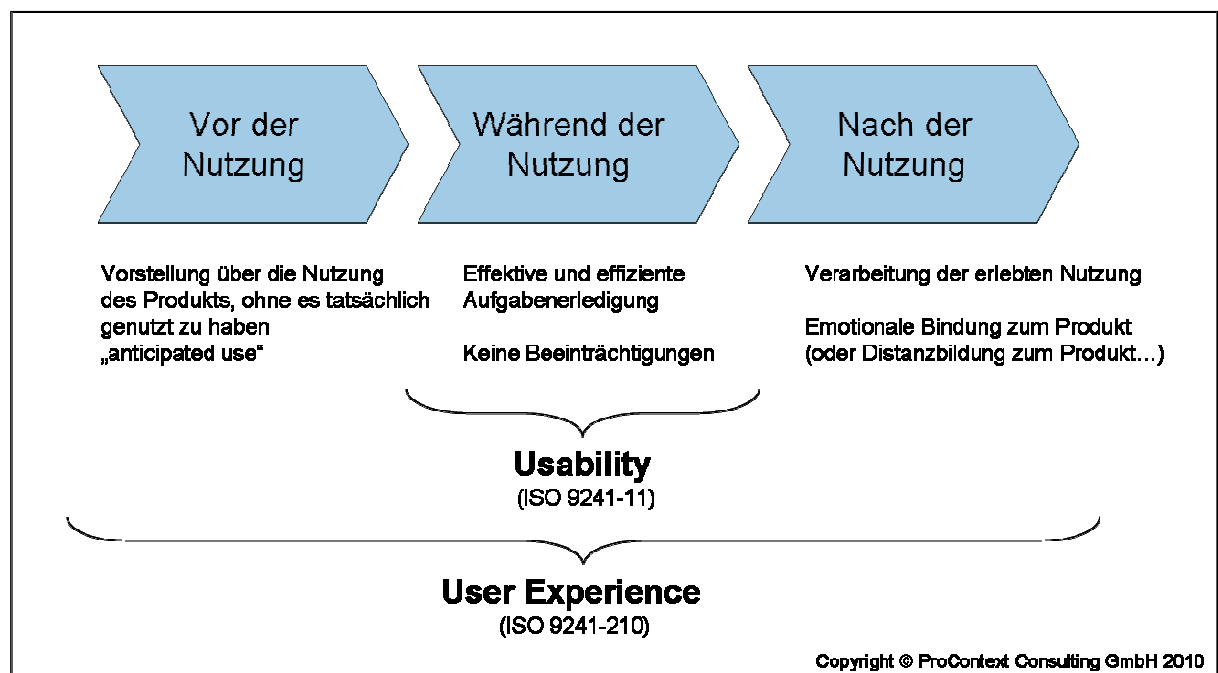 Vor der
Nutzung
Während der
Nutzung
Nach der
Nutzung
Vorstellung über die Nutzung
des Produkts, ohne es tatsächlich
genutzt zu haben
„anticipated use“
Effektive und effiziente
Aufgabenerledigung
Keine Beeinträchtigungen
Verarbeitung der erlebten Nutzung
Emotionale Bindung zum Produkt
(oder Distanzbildung zum Produkt…)
Usability
(ISO 9241-11)
User Experience
(ISO 9241-210)
Copyright © ProContext Consulting GmbH 2010